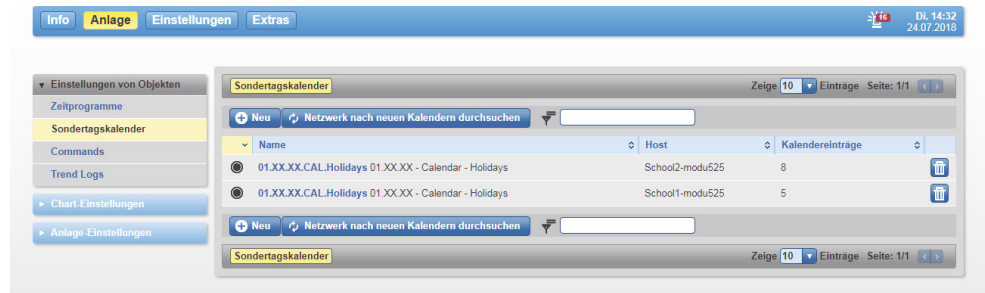 Info Anlage Einstellungen Extras 16 Di, 14:32
24.07.2018
Einstellungen von Objekten
Zeitprogramme
Sondertagskalender
Commands
Trend Logs
Chart-Einstellungen
Anlage-Einstellungen
Sondertagskalender Zeige 10 Einträge Seite: 1/1
Neu Netzwerk nach neuen Kalendern durchsuchen
Name Host Kalendereinträge
01.XX.XX.CAL.Holidays 01.XX.XX - Calendar - Holidays School2-modu525 8
01.XX.XX.CAL.Holidays 01.XX.XX - Calendar - Holidays School1-modu525 5
Neu Netzwerk nach neuen Kalendern durchsuchen
Sondertagskalender Zeige 10 Einträge Seite: 1/1